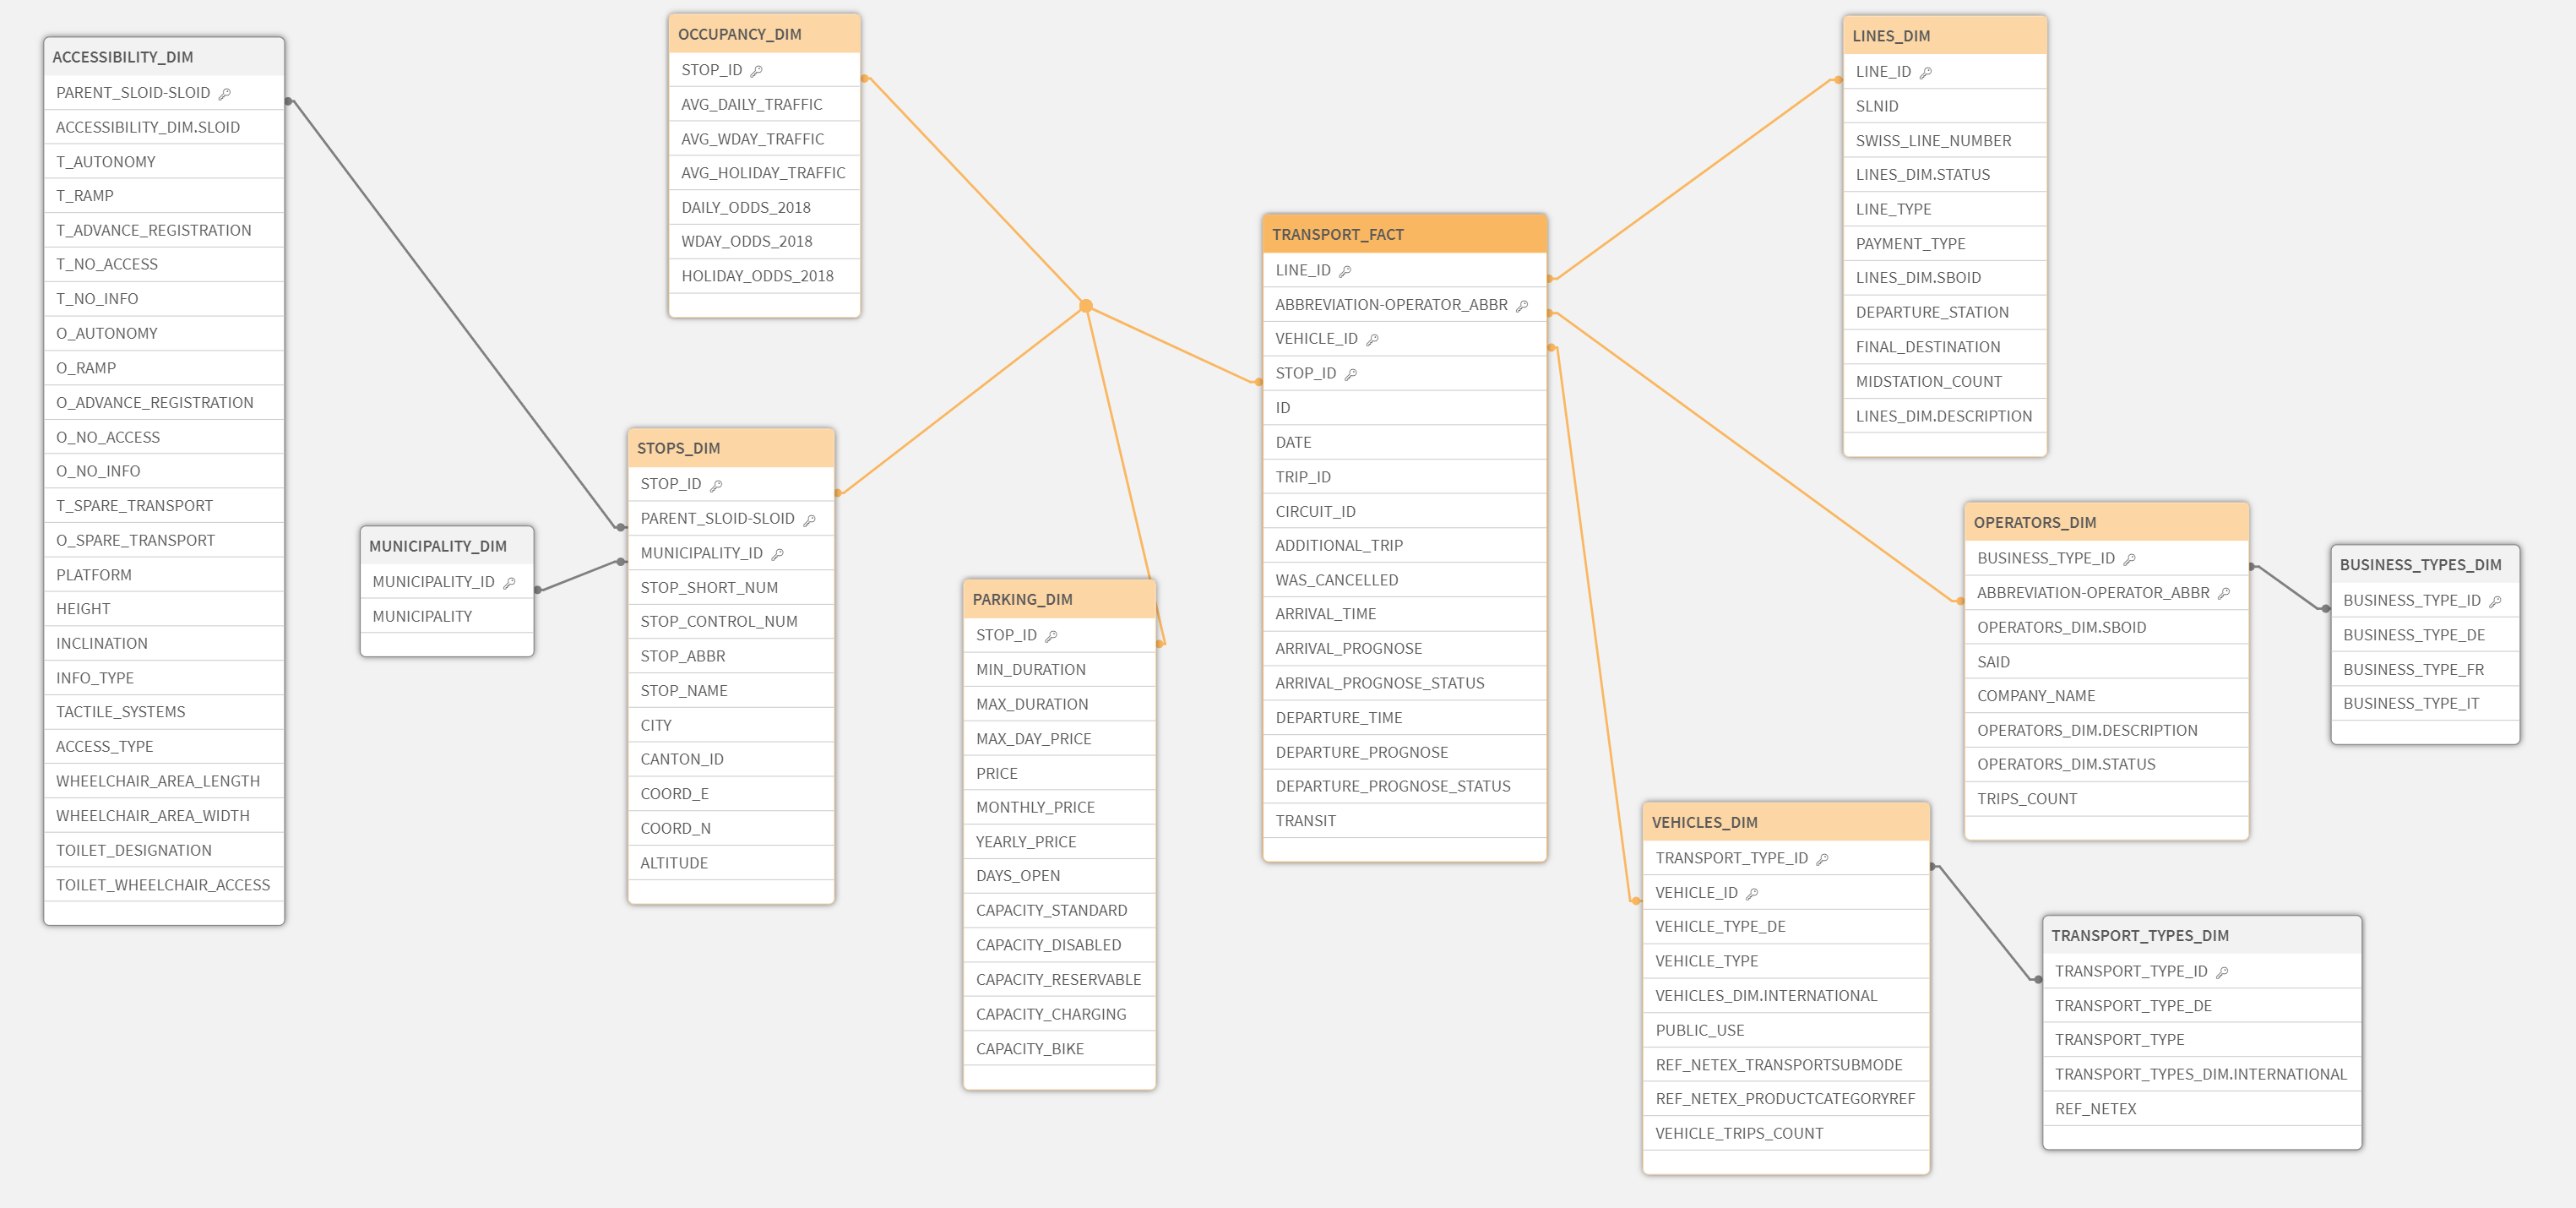 ACCESSIBILITY_DIM
PARENT_SLOID-SLOID
ACCESSIBILITY_DIM.SLOID
T_AUTONOMY
T_RAMP
T_ADVANCE_REGISTRATION
T_NO_ACCESS
T_NO_INFO
O_AUTONOMY
O_RAMP
O_ADVANCE_REGISTRATION
O_NO_ACCESS
O_NO_INFO
T_SPARE_TRANSPORT
O_SPARE_TRANSPORT
PLATFORM
HEIGHT
INCLINATION
INFO_TYPE
TACTILE_SYSTEMS
ACCESS_TYPE
WHEELCHAIR_AREA_LENGTH
WHEELCHAIR_AREA_WIDTH
TOILET_DESIGNATION
TOILET_WHEELCHAIR_ACCESS
MUNICIPALITY_DIM
MUNICIPALITY_ID
MUNICIPALITY
OCCUPANCY_DIM
STOP_ID
AVG_DAILY_TRAFFIC
AVG_WDAY_TRAFFIC
AVG_HOLIDAY_TRAFFIC
DAILY_ODDS_2018
WDAY_ODDS_2018
HOLIDAY_ODDS_2018
STOPS_DIM
STOP_ID
PARENT_SLOID-SLOID
MUNICIPALITY_ID
STOP_SHORT_NUM
STOP_CONTROL_NUM
STOP_ABBR
STOP_NAME
CITY
CANTON_ID
COORD_E
COORD_N
ALTITUDE
PARKING_DIM
STOP_ID
MIN_DURATION
MAX_DURATION
MAX_DAY_PRICE
PRICE
MONTHLY_PRICE
YEARLY_PRICE
DAYS_OPEN
CAPACITY_STANDARD
CAPACITY_DISABLED
CAPACITY_RESERVABLE
CAPACITY_CHARGING
CAPACITY_BIKE
TRANSPORT_FACT
LINE_ID
ABBREVIATION-OPERATOR_ABBR
VEHICLE_ID
STOP_ID
ID
DATE
TRIP_ID
CIRCUIT_ID
ADDITIONAL_TRIP
WAS_CANCELLED
ARRIVAL_TIME
ARRIVAL_PROGNOSE
ARRIVAL_PROGNOSE_STATUS
DEPARTURE_TIME
DEPARTURE_PROGNOSE
DEPARTURE_PROGNOSE_STATUS
TRANSIT
LINES_DIM
LINE_ID
SLNID
SWISS_LINE_NUMBER
LINES_DIM.STATUS
LINE_TYPE
PAYMENT_TYPE
LINES_DIM.SBOID
DEPARTURE_STATION
FINAL_DESTINATION
MIDSTATION_COUNT
LINES_DIM.DESCRIPTION
OPERATORS_DIM
BUSINESS_TYPE_ID
ABBREVIATION-OPERATOR_ABBR
OPERATORS_DIM.SBOID
SAID
COMPANY_NAME
OPERATORS_DIM.DESCRIPTION
OPERATORS_DIM.STATUS
TRIPS_COUNT
BUSINESS_TYPES_DIM
BUSINESS_TYPE_ID
BUSINESS_TYPE_DE
BUSINESS_TYPE_FR
BUSINESS_TYPE_IT
VEHICLES_DIM
TRANSPORT_TYPE_ID
VEHICLE_ID
VEHICLE_TYPE_DE
VEHICLE_TYPE
VEHICLES_DIM.INTERNATIONAL
PUBLIC_USE
REF_NETEX_TRANSPORTSUBMODE
REF_NETEX_PRODUCTCATEGORYREF
VEHICLE_TRIPS_COUNT
TRANSPORT_TYPES_DIM
TRANSPORT_TYPE_ID
TRANSPORT_TYPE_DE
TRANSPORT_TYPE
TRANSPORT_TYPES_DIM.INTERNATIONAL
REF_NETEX